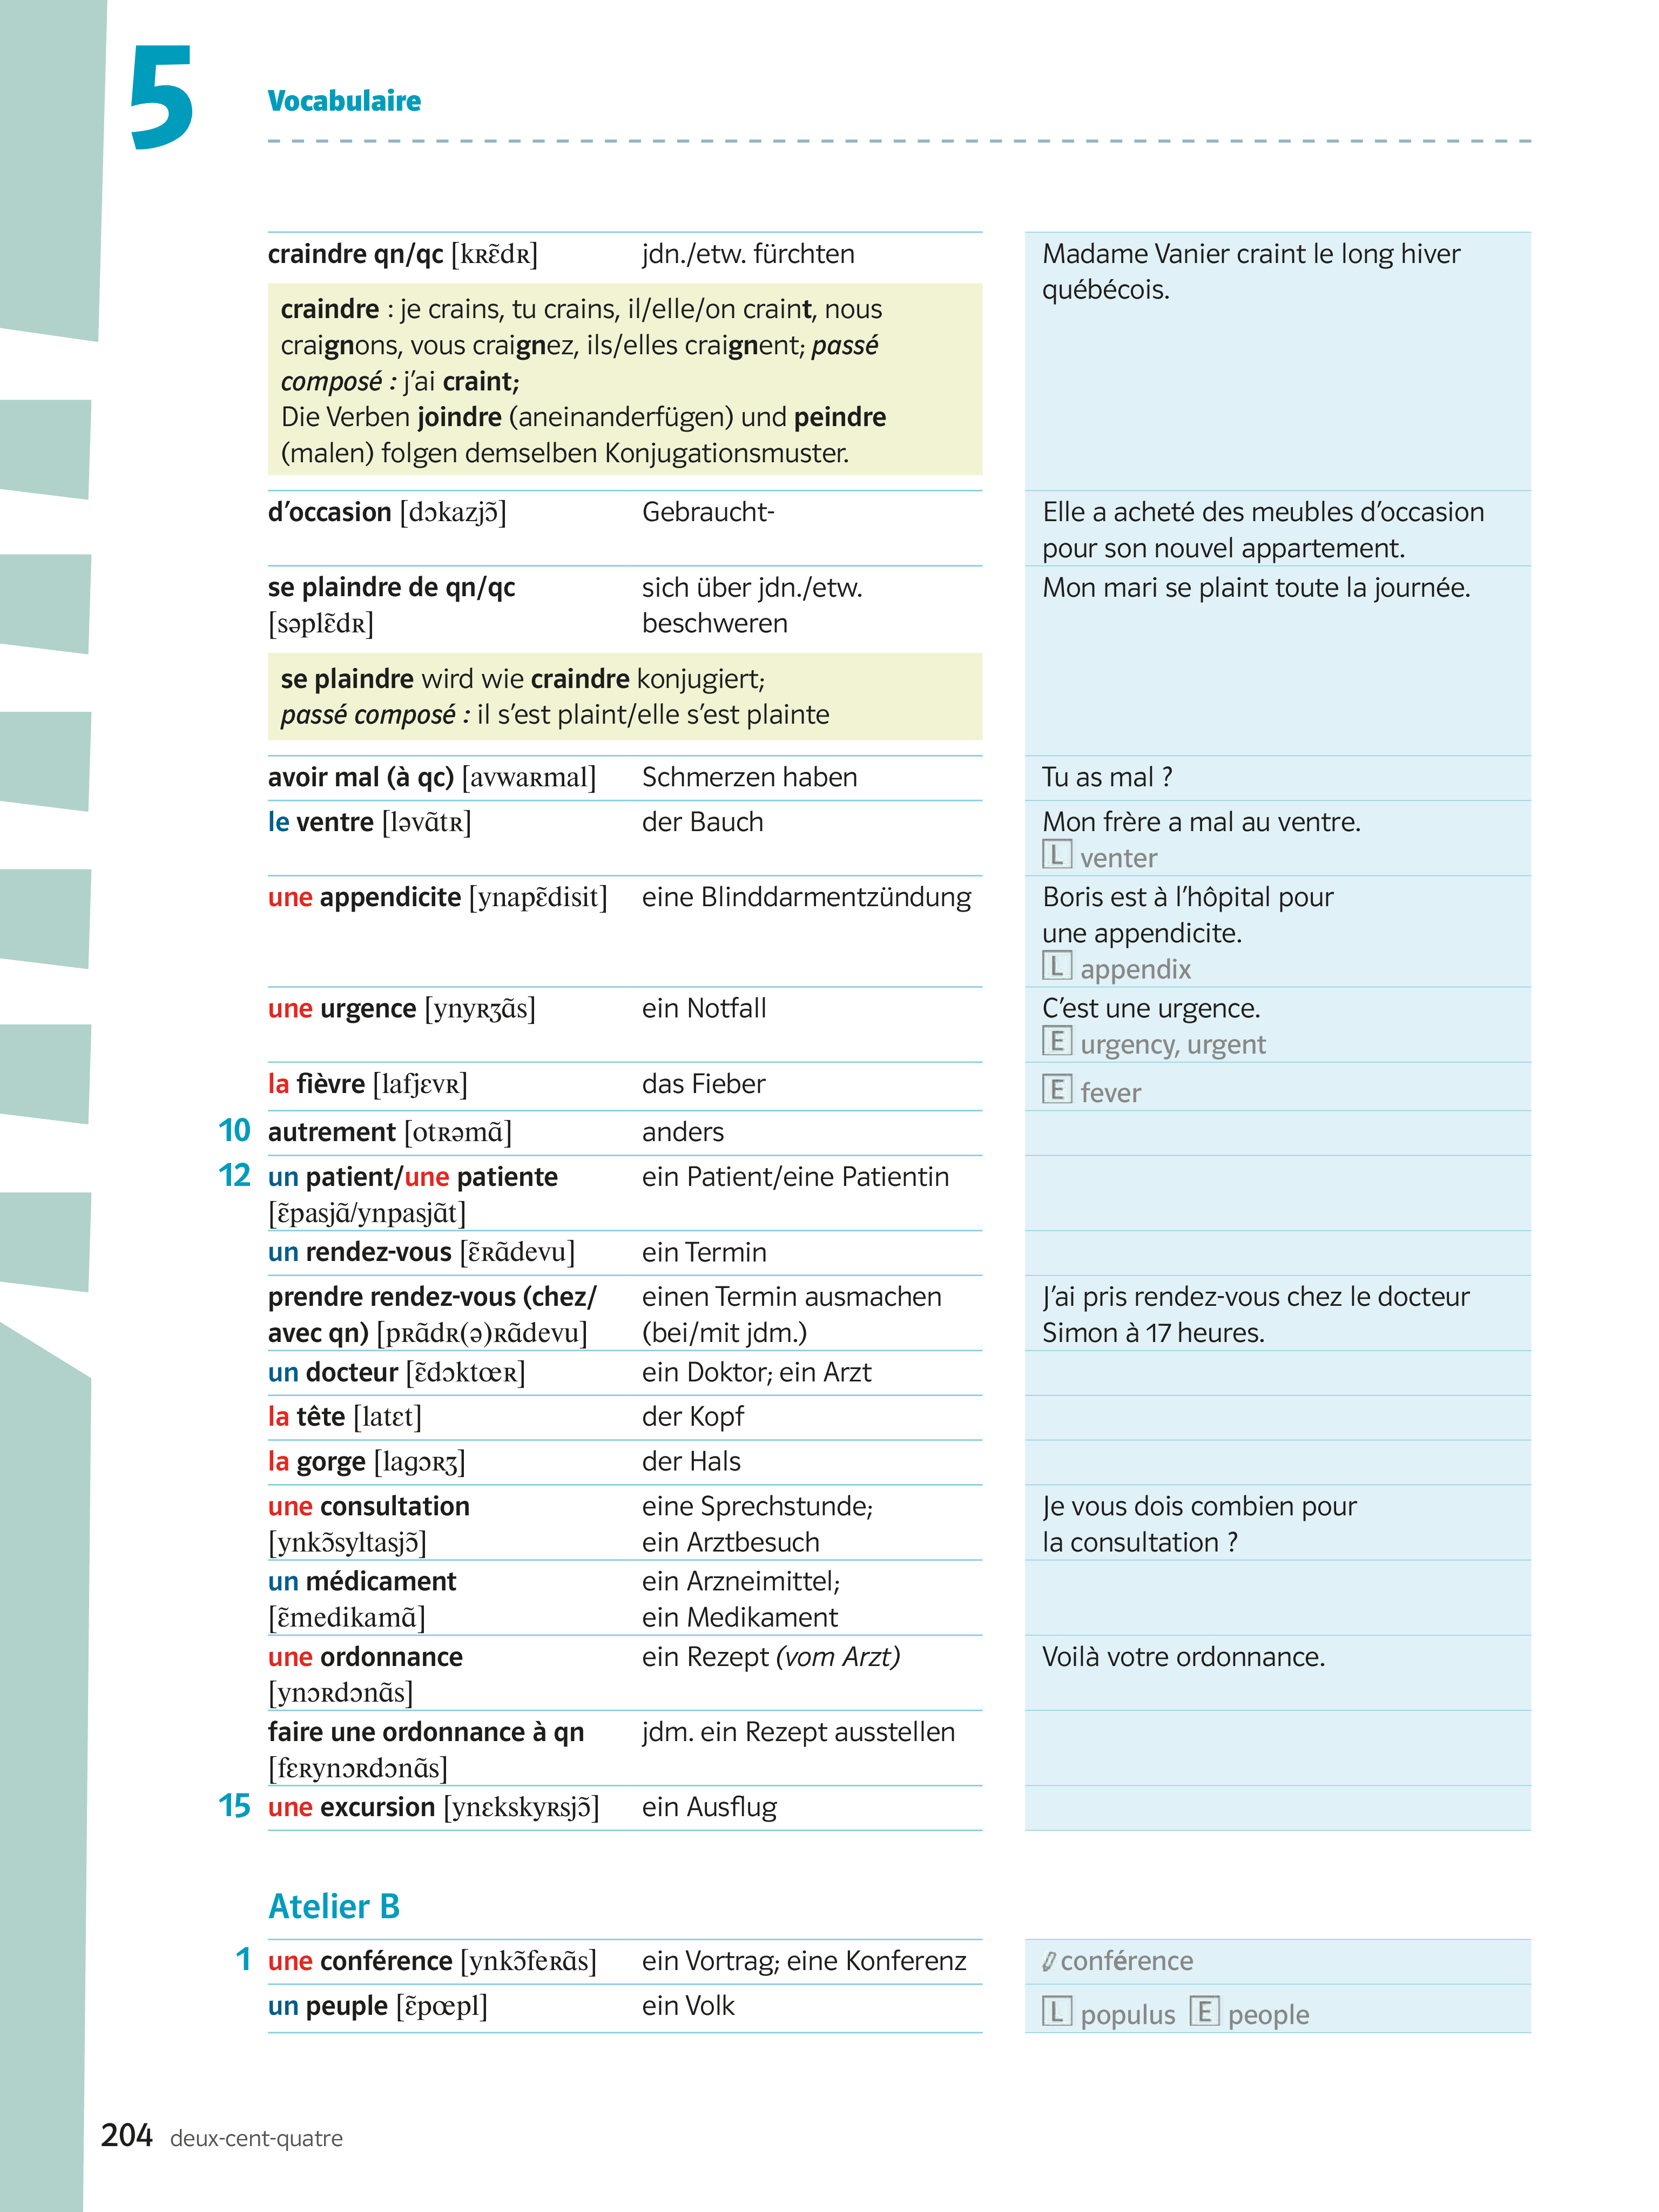 5
Vocabulaire
craindre qn/qc [kʀɛ̃dʀ] jdn./etw. fürchten Madame Vanier craint le long hiver
québécois.
craindre : je crains, tu crains, il/elle/on craint, nous
craignons, vous craignez, ils/elles craignent; passé
composé : j’ai craint;
Die Verben joindre (aneinanderfügen) und peindre
(malen) folgen demselben Konjugationsmuster.
d’occasion [dɔkazjɔ̃] Gebraucht- Elle a acheté des meubles d’occasion
pour son nouvel appartement.
se plaindre de qn/qc sich über jdn./etw. Mon mari se plaint toute la journée.
[səplɛ̃dʀ] beschweren
se plaindre wird wie craindre konjugiert;
passé composé : il s’est plaint/elle s’est plainte
avoir mal (à qc) [avwaʀmal] Schmerzen haben Tu as mal ?
le ventre [ləvɑ̃tʀ] der Bauch Mon frère a mal au ventre.
L venter
une appendicite [ynapɛ̃disit] eine Blinddarmentzündung Boris est à l’hôpital pour
une appendicite.
L appendix
une urgence [ynyʀʒɑ̃s] ein Notfall C’est une urgence.
E urgency, urgent
la fièvre [lafjɛvʀ] das Fieber E fever
10 autrement [otʀəmɑ̃] anders
12 un patient/une patiente ein Patient/eine Patientin
[ɛ̃pasjɑ̃/ynpasjɑ̃t]
un rendez-vous [ɛ̃ʀɑ̃devu] ein Termin
prendre rendez-vous (chez/ einen Termin ausmachen J’ai pris rendez-vous chez le docteur
avec qn) [pʀɑ̃dʀ(ə)ʀɑ̃devu] (bei/mit jdm.) Simon à 17 heures.
un docteur [ɛ̃dɔktœʀ] ein Doktor; ein Arzt
la tête [latɛt] der Kopf
la gorge [lagɔʀʒ] der Hals
une consultation eine Sprechstunde; Je vous dois combien pour
[ynkɔ̃syltasjɔ̃] ein Arztbesuch la consultation ?
un médicament ein Arzneimittel;
[ɛ̃medikamɑ̃] ein Medikament
une ordonnance ein Rezept (vom Arzt) Voilà votre ordonnance.
[ynɔʀdɔnɑ̃s]
faire une ordonnance à qn jdm. ein Rezept ausstellen
[fɛʀynɔʀdɔnɑ̃s]
15 une excursion [ynɛkskyʀsjɔ̃] ein Ausflug
Atelier B
1 une conférence [ynkɔ̃feʀɑ̃s] ein Vortrag; eine Konferenz conférence
un peuple [ɛ̃pœpl] ein Volk L populus E people
204 deux-cent-quatre